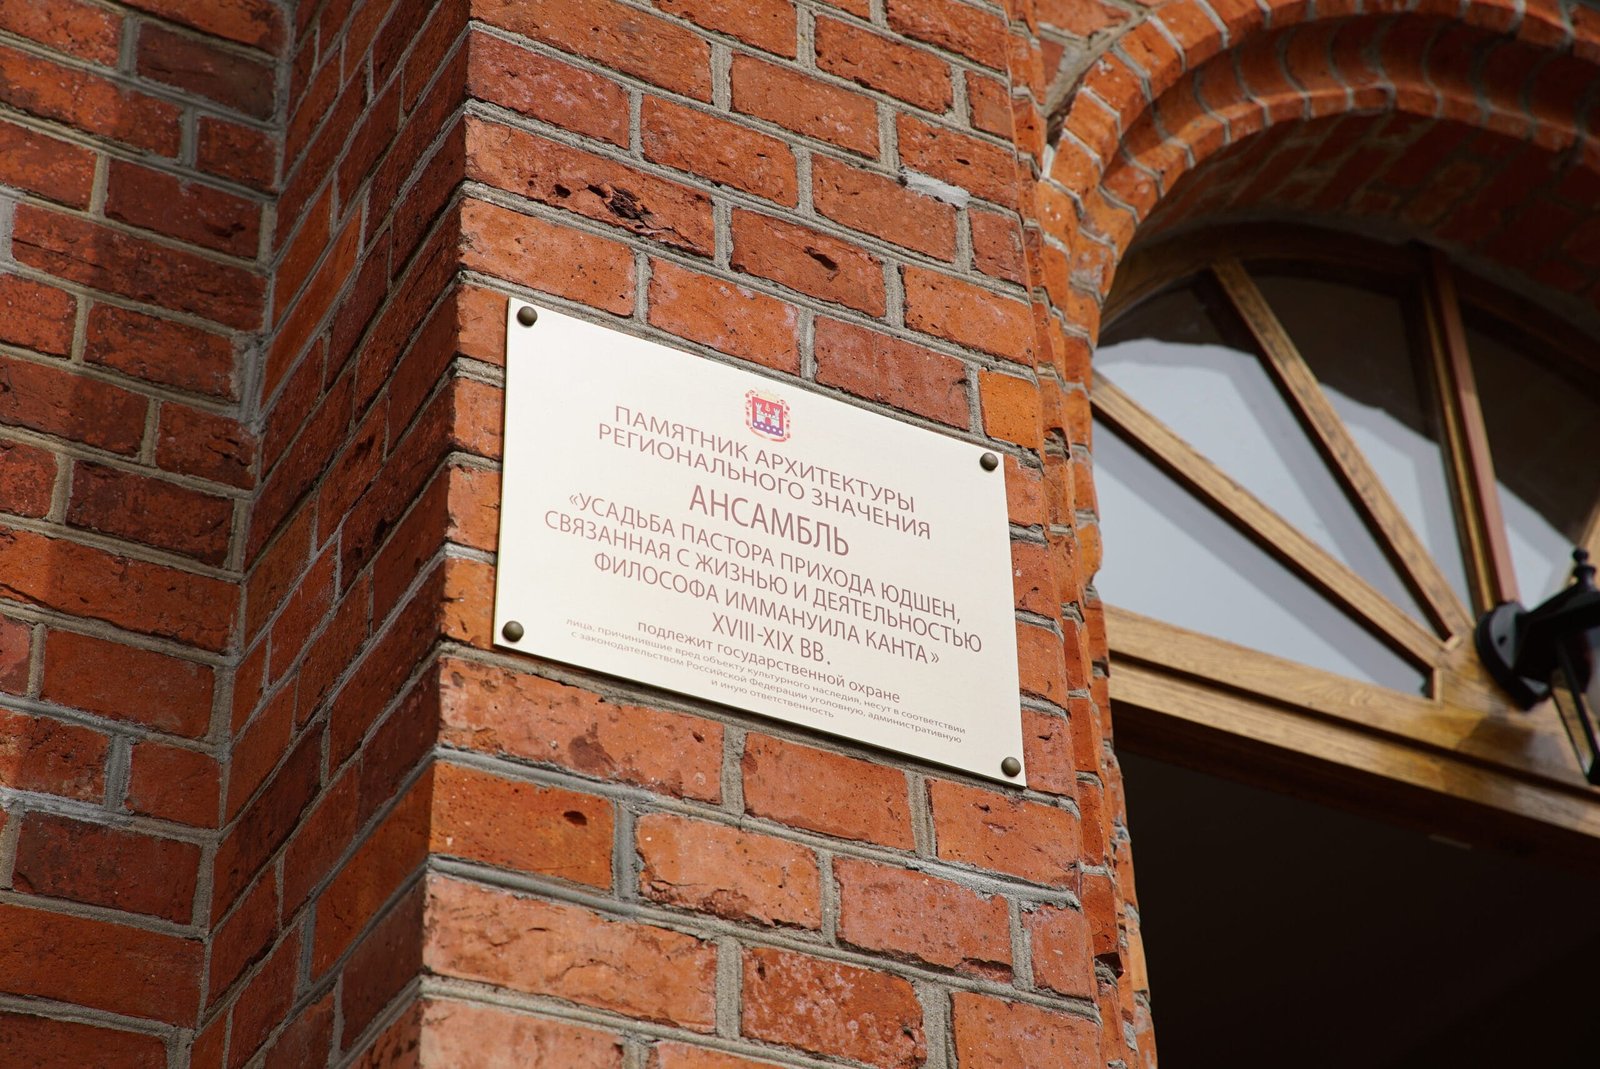 ПАМЯТНИК АРХИТЕКТУРЫ
РЕГИОНАЛЬНОГО ЗНАЧЕНИЯ
АНСАМБЛЬ
«УСАДЬБА ПАСТОРА ПРИХОДА ЮДШЕН,
СВЯЗАННАЯ С ЖИЗНЬЮ И ДЕЯТЕЛЬНОСТЬЮ
ФИЛОСОФА ИММАНУИЛА КАНТА»
XVIII-XIX ВВ.
подлежит государственной охране
лица, причинившие вред объекту культурного наследия, несут в соответствии
с законодательством Российской Федерации уголовную, административную
и иную ответственность